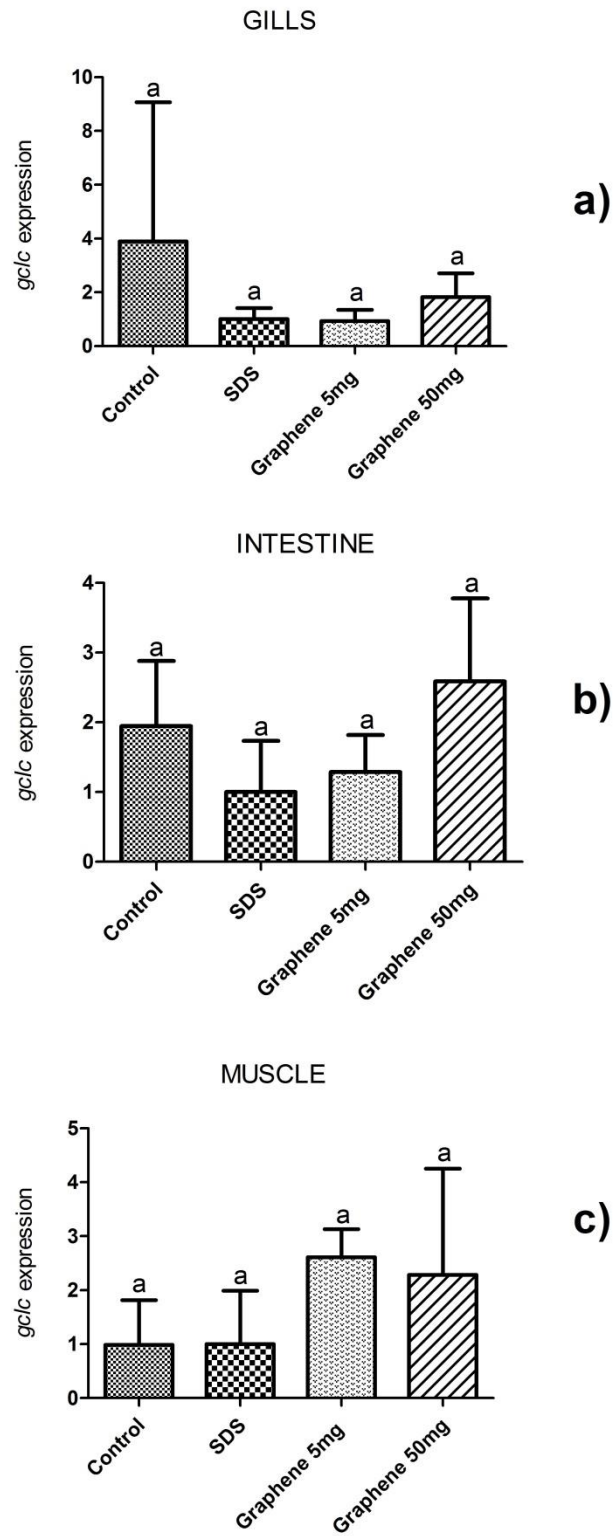 GILLS
a)
gclc expression
10
8
6
4
2
0
a
a
a
a
Control
SDS
Graphene 5mg
Graphene 50mg
INTESTINE
b)
gclc expression
4
3
2
1
0
a
a
a
a
Control
SDS
Graphene 5mg
Graphene 50mg
MUSCLE
c)
gclc expression
5
4
3
2
1
0
a
a
a
a
Control
SDS
Graphene 5mg
Graphene 50mg